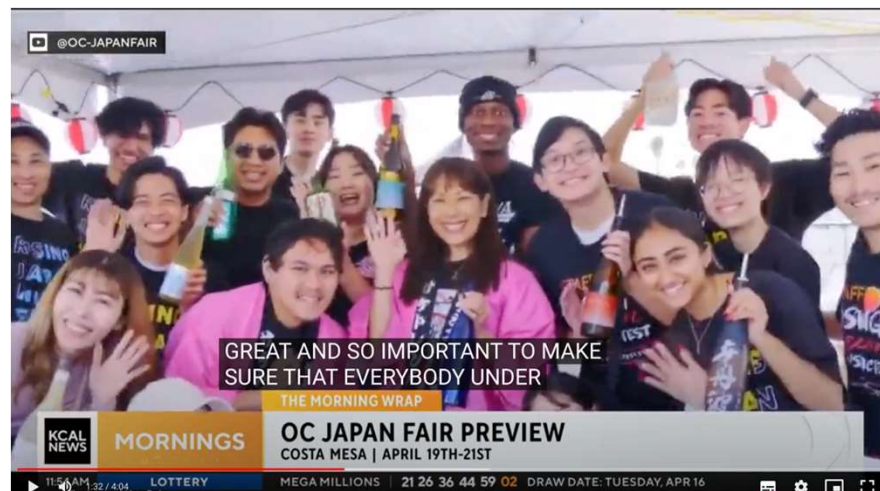 @OC-JAPANFAIR
GREAT AND SO IMPORTANT TO MAKE
SURE THAT EVERYBODY UNDER
THE MORNING WRAP
KCAL
NEWS
MORNINGS
OC JAPAN FAIR PREVIEW
COSTA MESA | APRIL 19TH-21ST
1:32 / 4:04
LOTTERY
MEGA MILLIONS
21 26 36 44 59 02
DRAW DATE: TUESDAY, APR 16